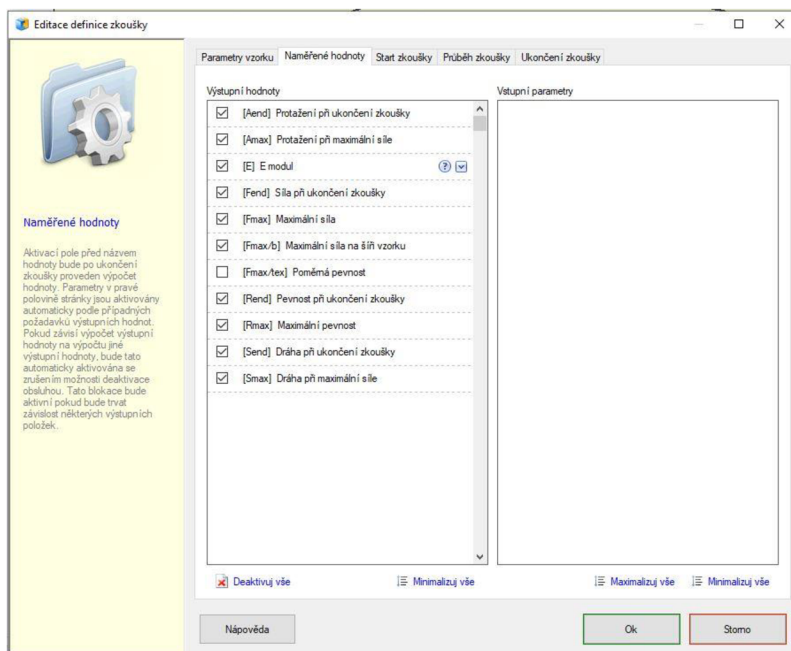 Editace definice zkoušky
Parametry vzorku
Naměřené hodnoty
Start zkoušky
Průběh zkoušky
Ukončení zkoušky
Naměřené hodnoty
Aktivací pole před názvem
hodnoty bude po ukončení
zkoušky proveden výpočet
hodnoty. Parametry v pravé
polovině stránky jsou aktivovány
automaticky podle případných
požadavků výstupních hodnot.
Pokud závisí výpočet výstupní
hodnoty na výpočtu jiné
výstupní hodnoty, bude tato
automaticky aktivována se
zrušením možnosti deaktivace
obsluhou. Tato blokace bude
aktivní pokud bude trvat
závislost některých výstupních
položek.
Výstupní hodnoty
[Aend] Protažení při ukončení zkoušky
[Amax] Protažení při maximální síle
[E] E modul
[Fend] Síla při ukončení zkoušky
[Fmax] Maximální síla
[Fmax/b] Maximální síla na šíři vzorku
[Fmax/tex] Poměrná pevnost
[Rend] Pevnost při ukončení zkoušky
[Rmax] Maximální pevnost
[Send] Dráha při ukončení zkoušky
[Smax] Dráha při maximální síle
Deaktivuj vše
Minimalizuj vše
Vstupní parametry
Maximalizuj vše
Minimalizuj vše
Nápověda
Ok
Storno